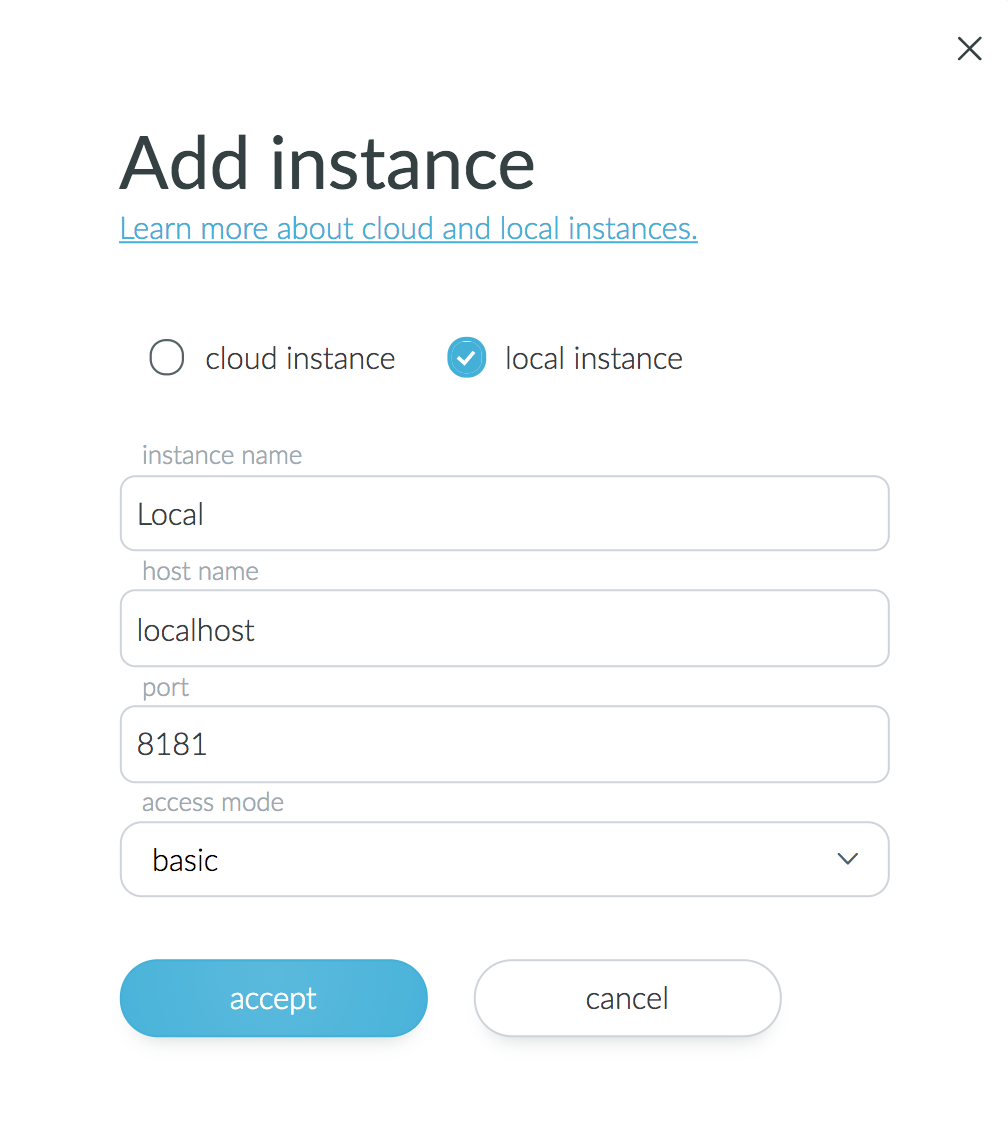 Add instance
Learn more about cloud and local instances.
cloud instance local instance
instance name
Local
host name
localhost
port
8181
access mode
basic
accept cancel